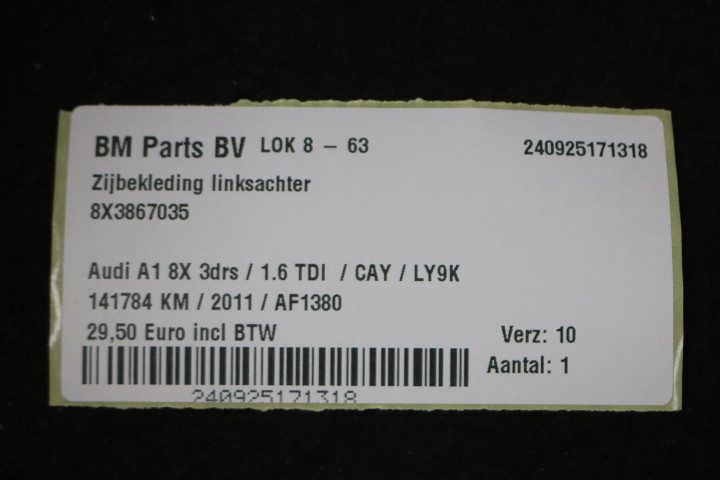 BM Parts BV LOK 8 - 63 240925171318
Zijbekleding linksachter
8X3867035
Audi A1 8X 3drs / 1.6 TDI / CAY / LY9K
141784 KM / 2011 / AF1380
29,50 Euro incl BTW Verz: 10
Aantal: 1
240925171318